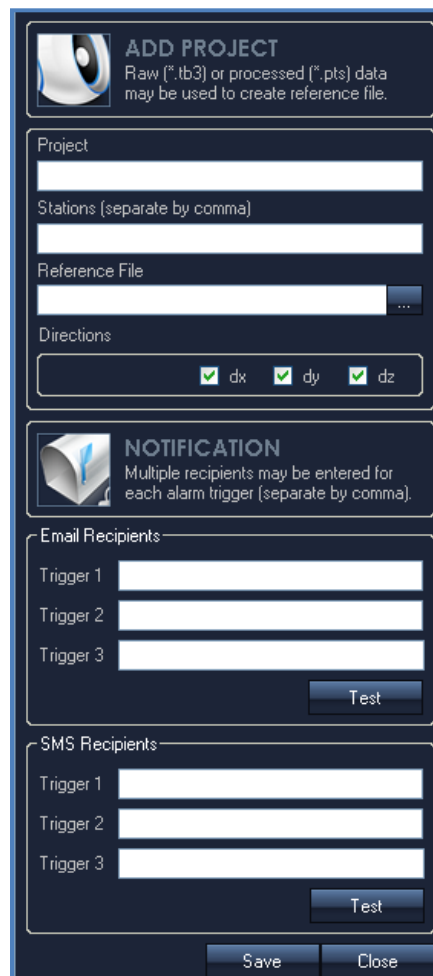 ADD PROJECT
Raw (*.tb3) or processed (*.pts) data
may be used to create reference file.
Project
Stations (separate by comma)
Reference File
...
Directions
dx dy dz
NOTIFICATION
Multiple recipients may be entered for
each alarm trigger (separate by comma).
Email Recipients
Trigger 1
Trigger 2
Trigger 3
Test
SMS Recipients
Trigger 1
Trigger 2
Trigger 3
Test
Save Close